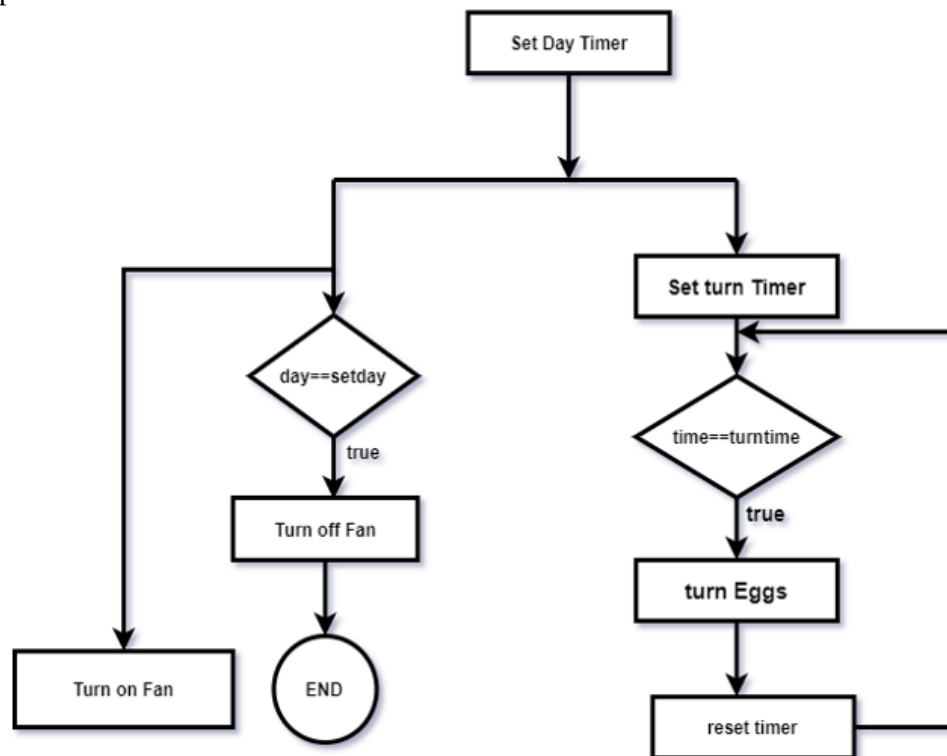 Set Day Timer
Set turn Timer
day==setday
time==turntime
true
true
Turn off Fan
turn Eggs
Turn on Fan
END
reset timer